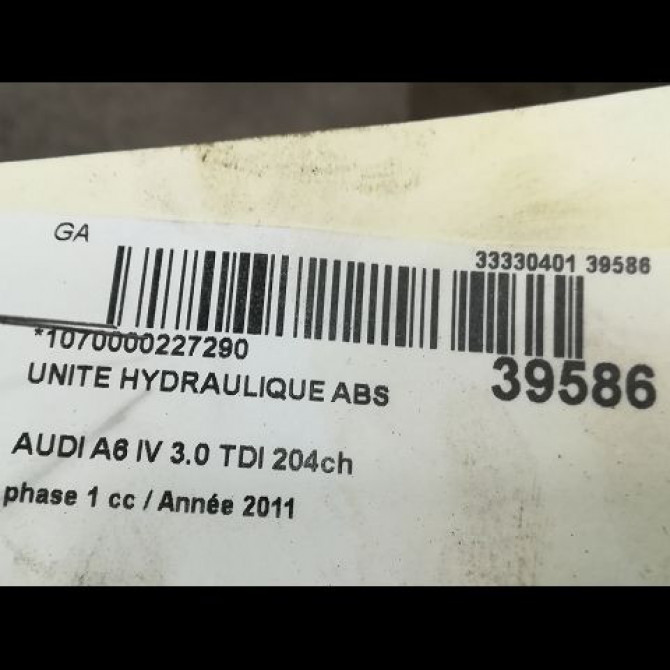 GA
33330401 39586
*1070000227290
39586
UNITE HYDRAULIQUE ABS
AUDI A6 IV 3.0 TDI 204ch
phase 1 cc / Année 2011